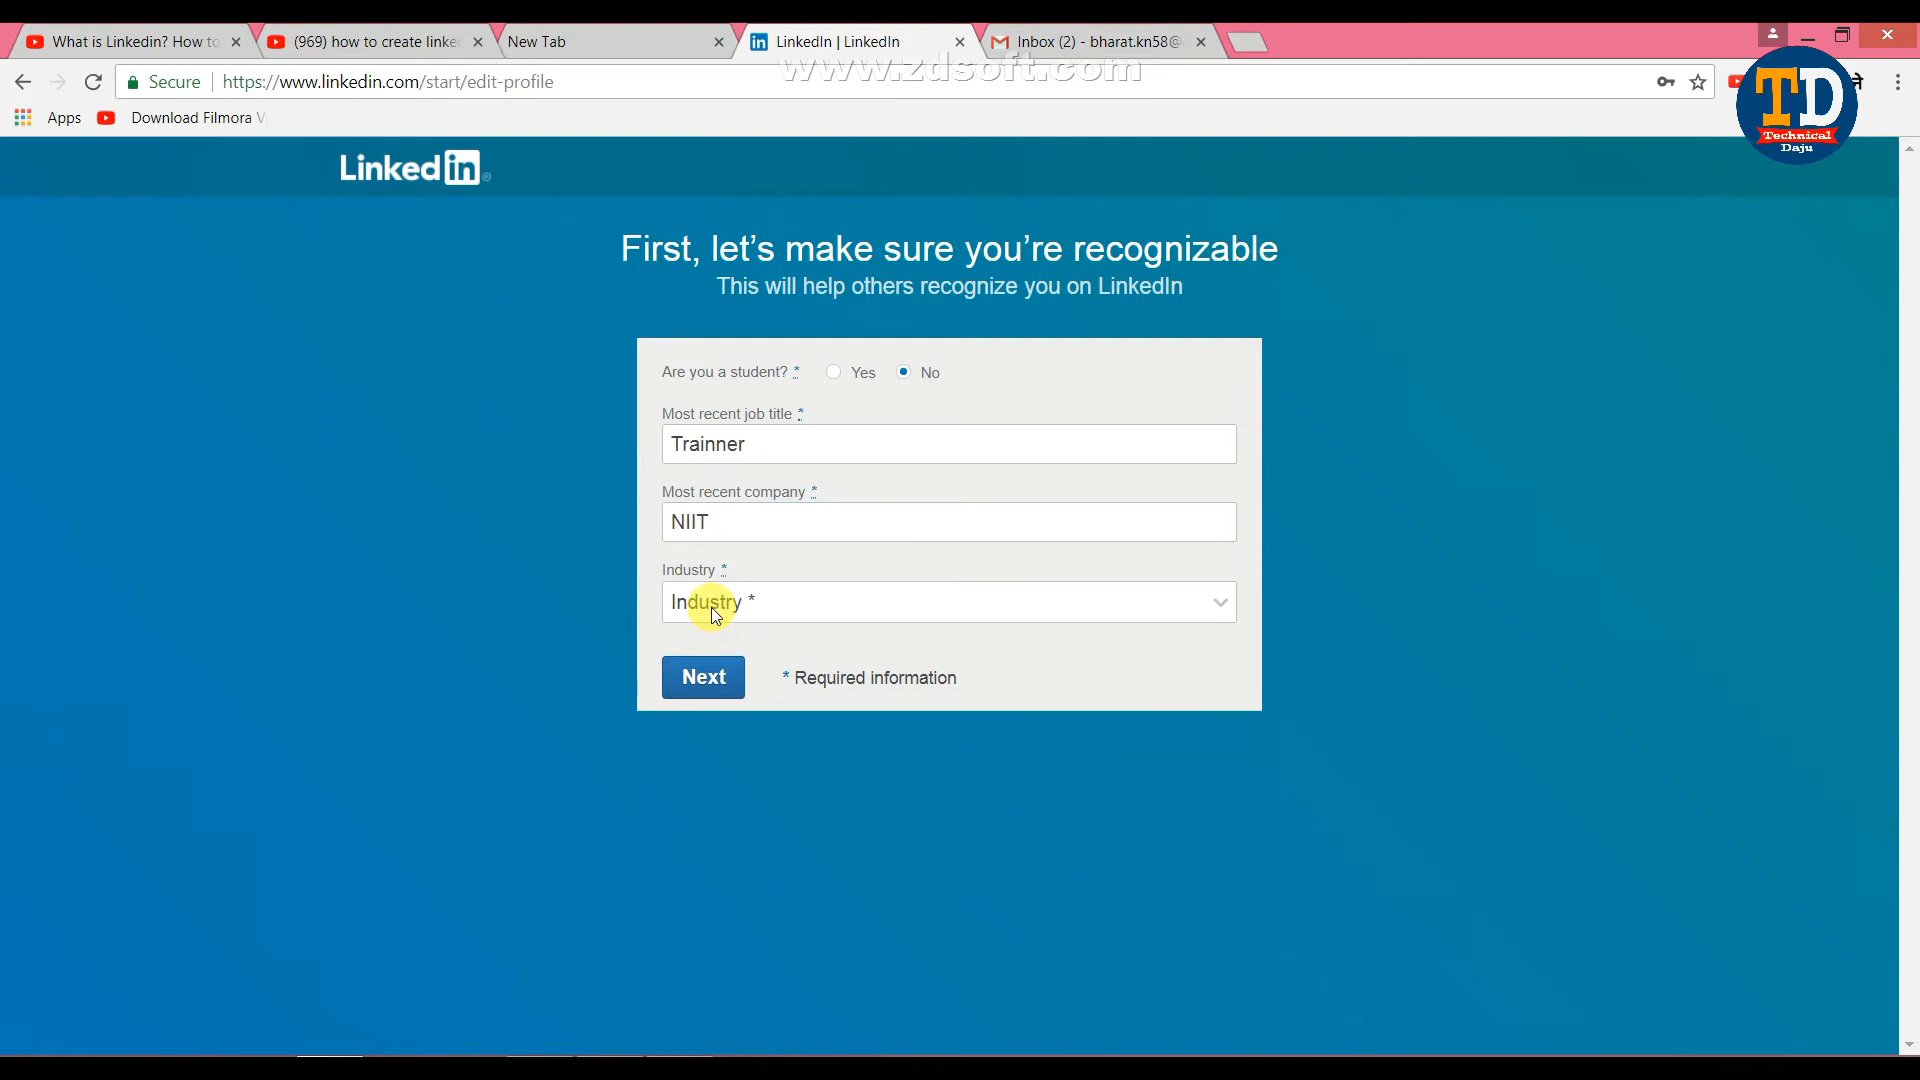 What is Linkedin? How to
(969) how to create linke
New Tab
LinkedIn | LinkedIn
Inbox (2) - bharat.kn58@
www.zdsoft.com
Secure
https://www.linkedin.com/start/edit-profile
TD
Technical
Daju
Apps
Download Filmora V
Linked in
First, let’s make sure you’re recognizable
This will help others recognize you on LinkedIn
Are you a student? * Yes No
Most recent job title *
Trainner
Most recent company *
NIIT
Industry *
Industry *
Next * Required information